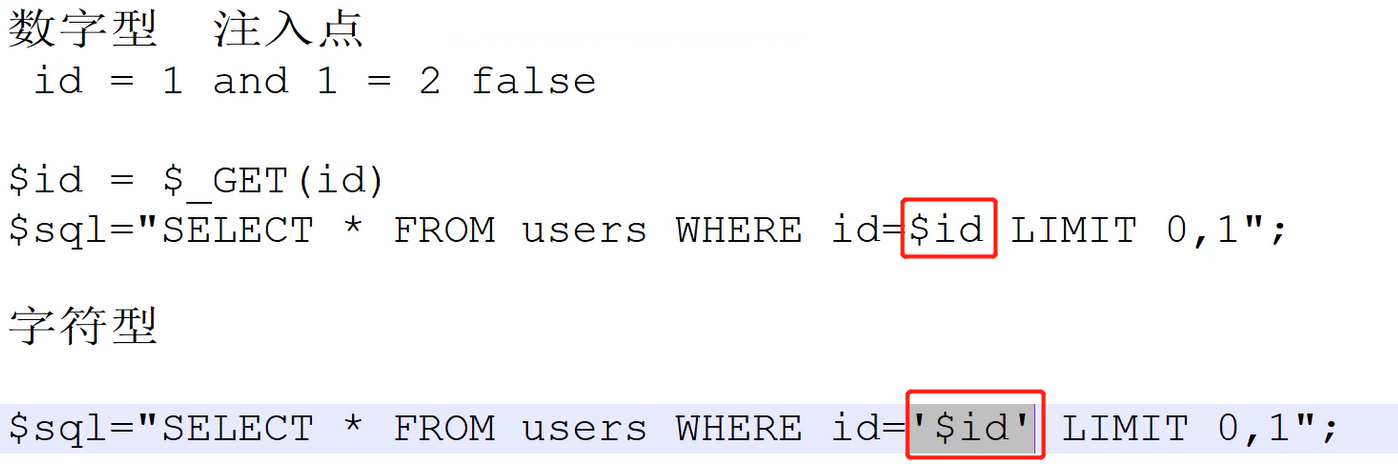 数字型  注入点
id = 1 and 1 = 2 false
$id = $_GET(id)
$sql="SELECT * FROM users WHERE id=$id LIMIT 0,1";
字符型
$sql="SELECT * FROM users WHERE id='$id' LIMIT 0,1";